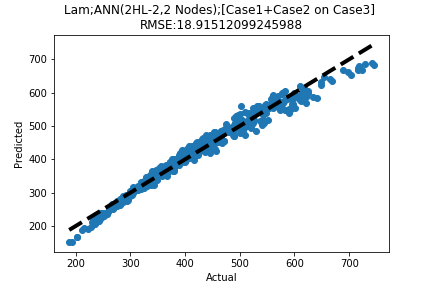 Lam;ANN(2HL-2,2 Nodes);[Case1+Case2 on Case3]
RMSE:18.91512099245988
700
600
500
400
300
200
Predicted
200 300 400 500 600 700
Actual